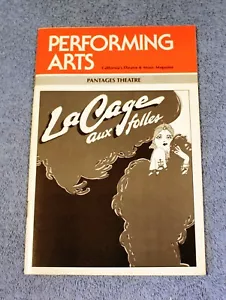 PERFORMING
ARTS
California's Theatre & Music Magazine
PANTAGES THEATRE
La Cage
aux
folles